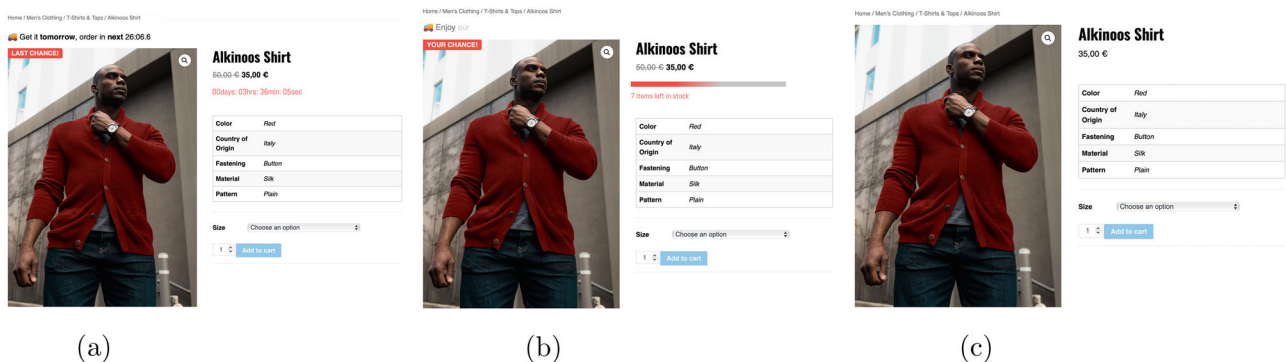 Home / Men's Clothing / T-Shirts & Tops / Alkinoos Shirt
🚚 Get it tomorrow, order in next 26:06.6
LAST CHANCE!
Alkinoos Shirt
50,00 € 35,00 €
00days: 03hrs: 36min: 05sec
Color Red
Country of Origin Italy
Fastening Button
Material Silk
Pattern Plain
Size Choose an option
1 Add to cart
(a)
Home / Men's Clothing / T-Shirts & Tops / Alkinoos Shirt
🚚 Enjoy our
YOUR CHANCE!
Alkinoos Shirt
50,00 € 35,00 €
7 items left in stock
Color Red
Country of Origin Italy
Fastening Button
Material Silk
Pattern Plain
Size Choose an option
1 Add to cart
(b)
Home / Men's Clothing / T-Shirts & Tops / Alkinoos Shirt
Alkinoos Shirt
35,00 €
Color Red
Country of Origin Italy
Fastening Button
Material Silk
Pattern Plain
Size Choose an option
1 Add to cart
(c)